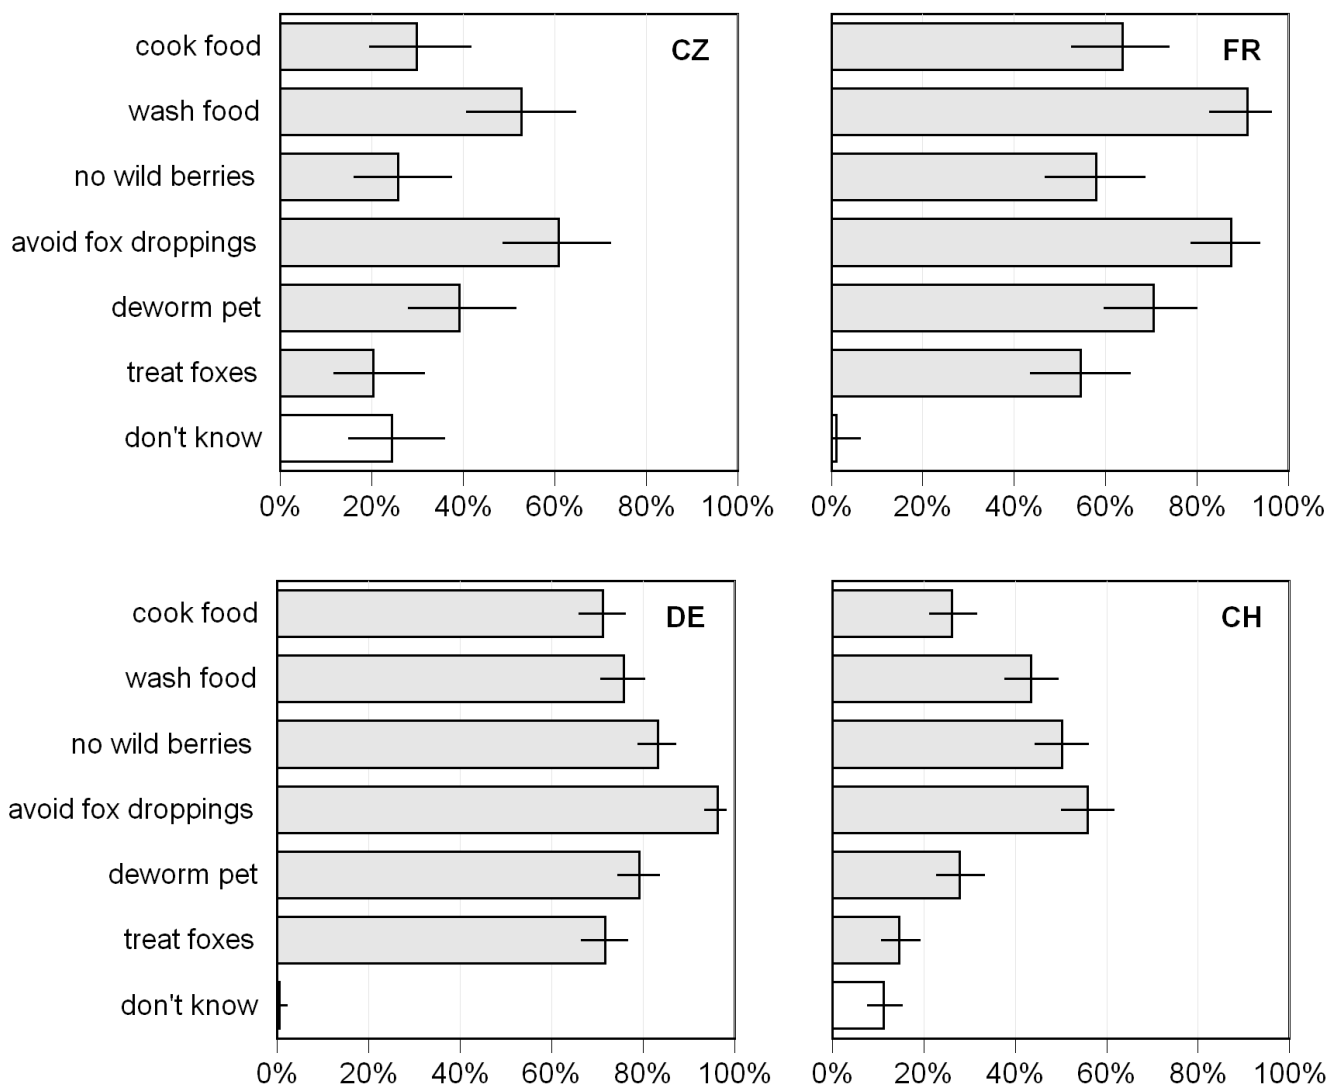 cook food
CZ
wash food
no wild berries
avoid fox droppings
deworm pet
treat foxes
don't know
0% 20% 40% 60% 80% 100%
FR
0% 20% 40% 60% 80% 100%
cook food
DE
wash food
no wild berries
avoid fox droppings
deworm pet
treat foxes
don't know
0% 20% 40% 60% 80% 100%
CH
0% 20% 40% 60% 80% 100%